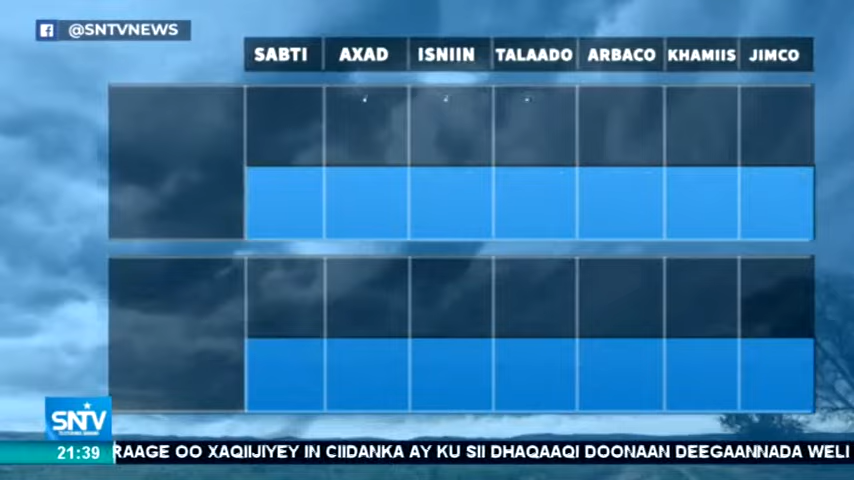 @SNTVNEWS
SABTI AXAD ISNIIN TALAADO ARBACO KHAMIIS JIMCO
SNTV
21:39 RAAGE OO XAQIIJIYEY IN CIIDANKA AY KU SII DHAQAAQI DOONAAN DEEGAANNADA WELI